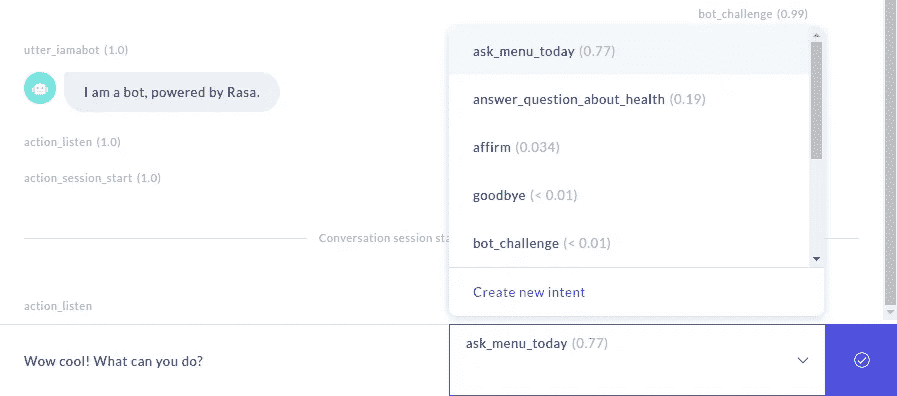 bot_challenge (0.99)
utter_iamabot (1.0)
I am a bot, powered by Rasa.
action_listen (1.0)
action_session_start (1.0)
Conversation session sta
action_listen
ask_menu_today (0.77)
answer_question_about_health (0.19)
affirm (0.034)
goodbye (< 0.01)
bot_challenge (< 0.01)
Create new intent
Wow cool! What can you do?
ask_menu_today (0.77)